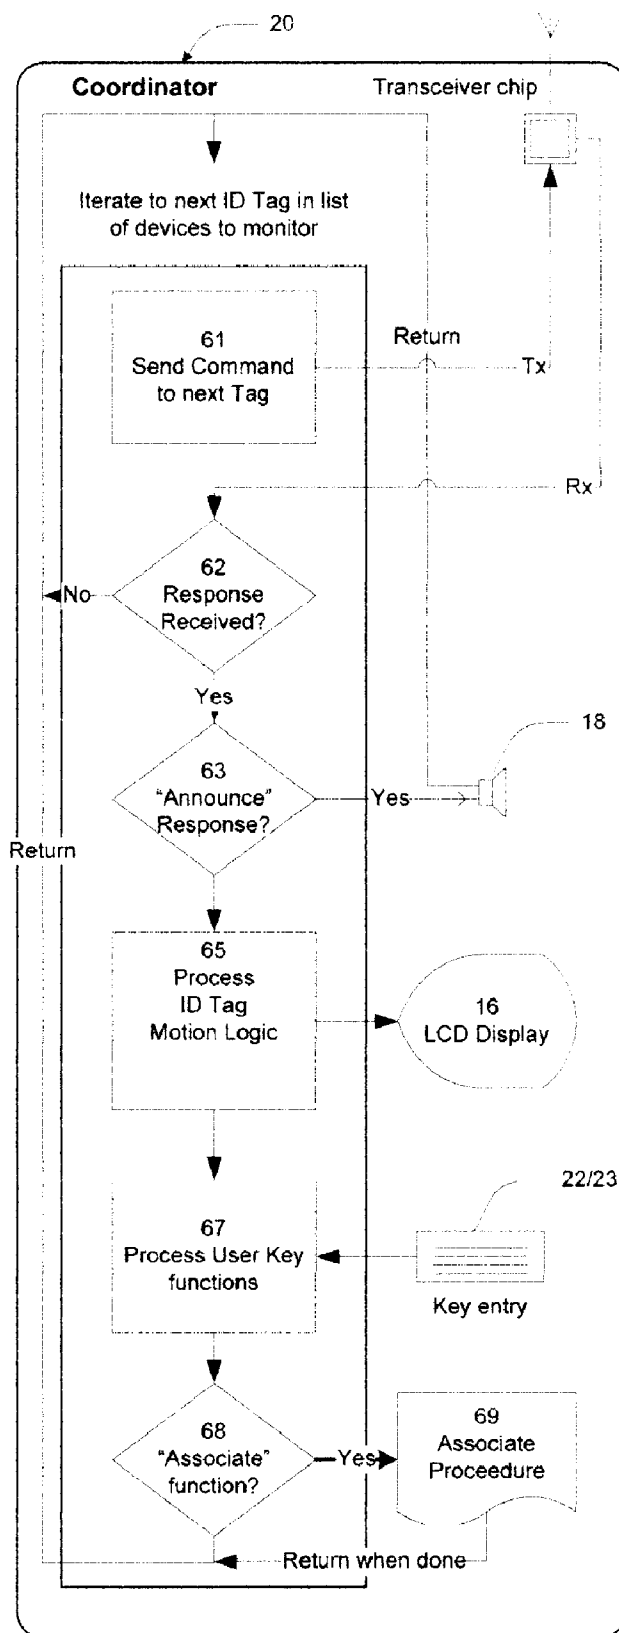 20
Coordinator
Transceiver chip
Iterate to next ID Tag in list
of devices to monitor
61
Send Command
to next Tag
Return
Tx
Rx
62
Response
Received?
No
Yes
18
63
“Announce”
Response?
Yes
Return
65
Process
ID Tag
Motion Logic
16
LCD Display
22/23
67
Process User Key
functions
Key entry
68
“Associate”
function?
Yes
69
Associate
Proceedure
Return when done